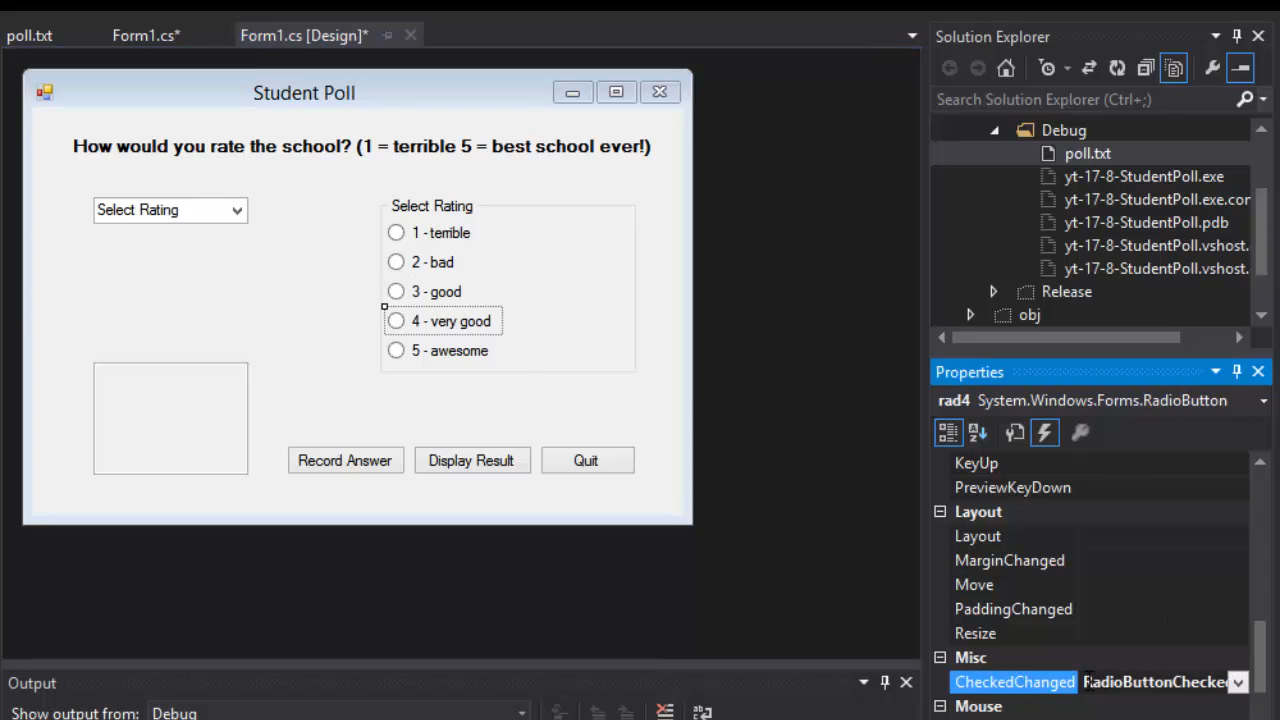 poll.txt Form1.cs* Form1.cs [Design]*
Student Poll
How would you rate the school? (1 = terrible 5 = best school ever!)
Select Rating
Select Rating
1 - terrible
2 - bad
3 - good
4 - very good
5 - awesome
Record Answer Display Result Quit
Output
Show output from: Debug
Solution Explorer
Search Solution Explorer (Ctrl+;)
Debug
poll.txt
yt-17-8-StudentPoll.exe
yt-17-8-StudentPoll.exe.cor
yt-17-8-StudentPoll.pdb
yt-17-8-StudentPoll.vshost.
yt-17-8-StudentPoll.vshost.
Release
obj
Properties
rad4 System.Windows.Forms.RadioButton
KeyUp
PreviewKeyDown
Layout
Layout
MarginChanged
Move
PaddingChanged
Resize
Misc
CheckedChanged RadioButtonChecked
Mouse